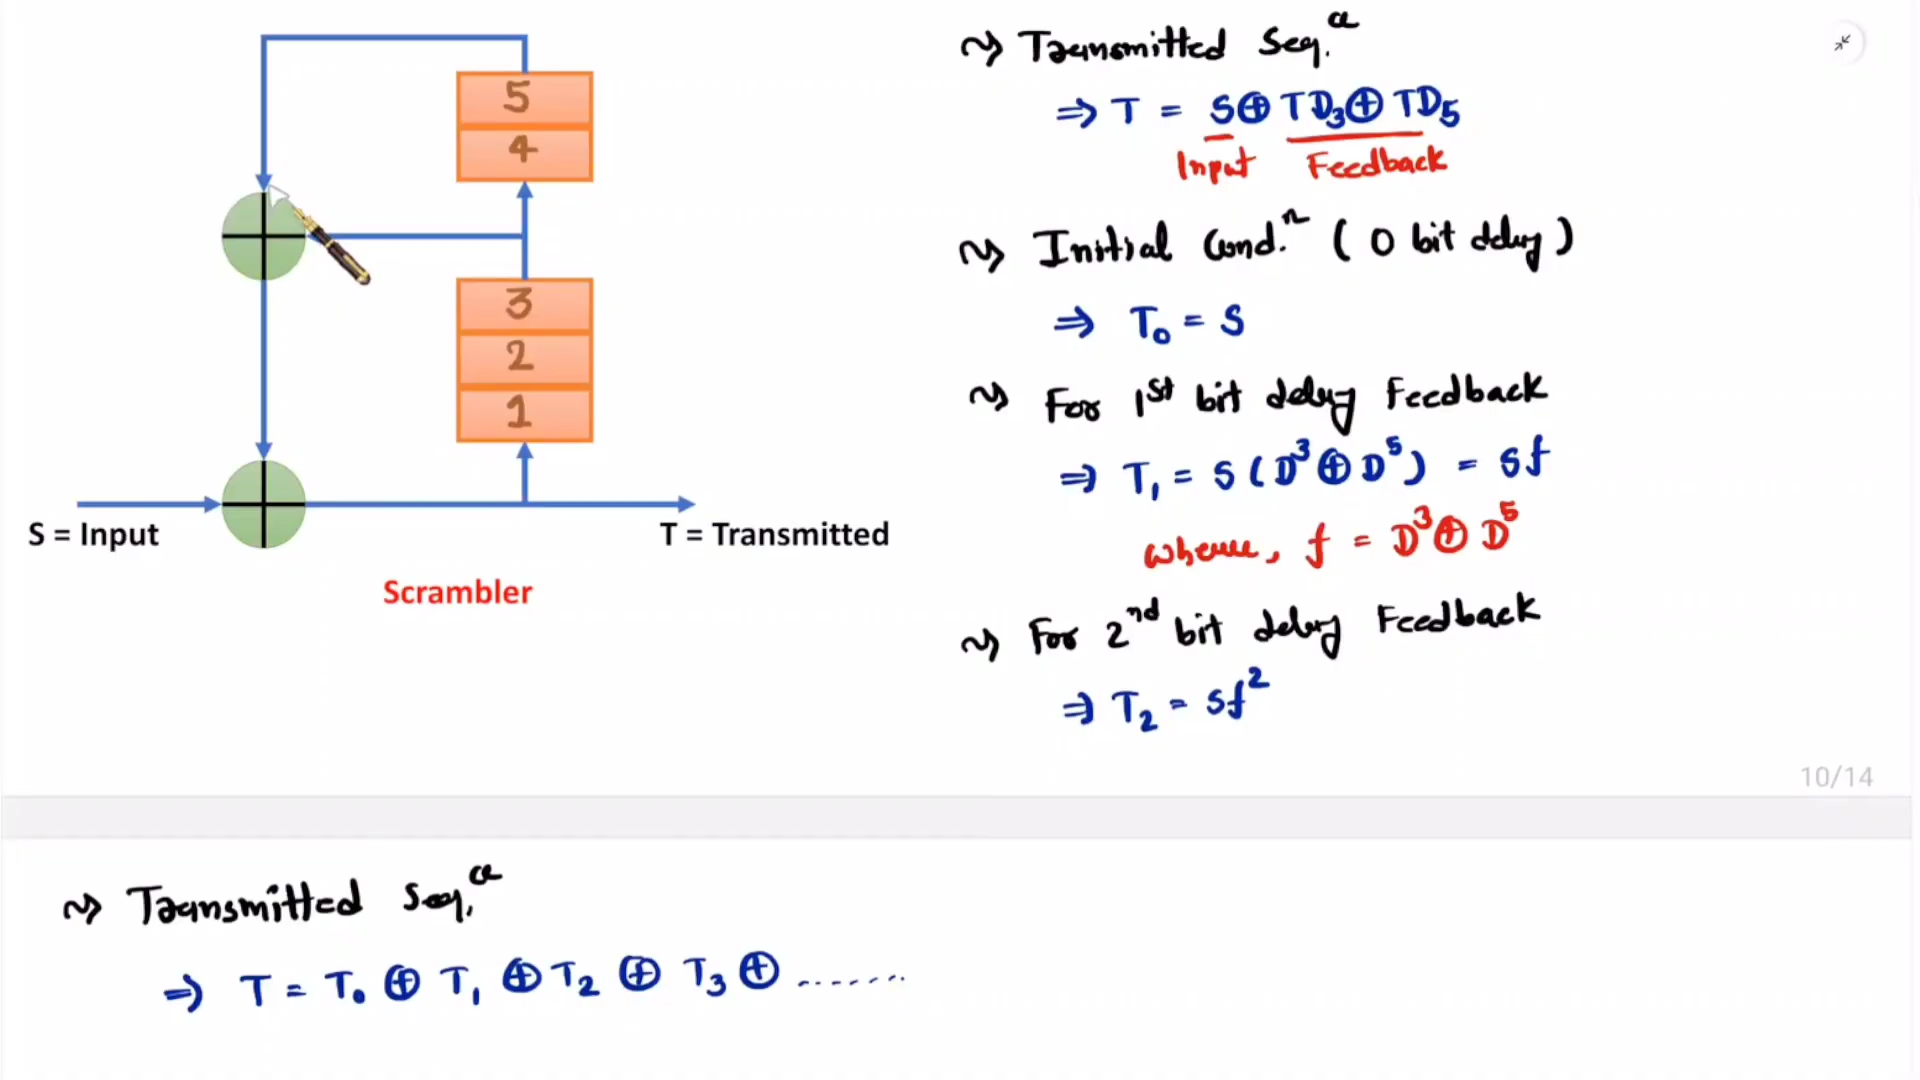 5
4
3
2
1
S = Input
T = Transmitted
Scrambler
Transmitted Seq.ce
⇒ T = S ⊕ TD₃ ⊕ TD₅
Input Feedback
Initial Cond.n ( 0 bit delay )
⇒ T₀ = S
For 1st bit delay Feedback
⇒ T₁ = S ( D³ ⊕ D⁵ ) = Sf
where, f = D³ ⊕ D⁵
For 2nd bit delay Feedback
⇒ T₂ = Sf²
10/14
Transmitted Seq.ce
⇒ T = T₀ ⊕ T₁ ⊕ T₂ ⊕ T₃ ⊕ .......